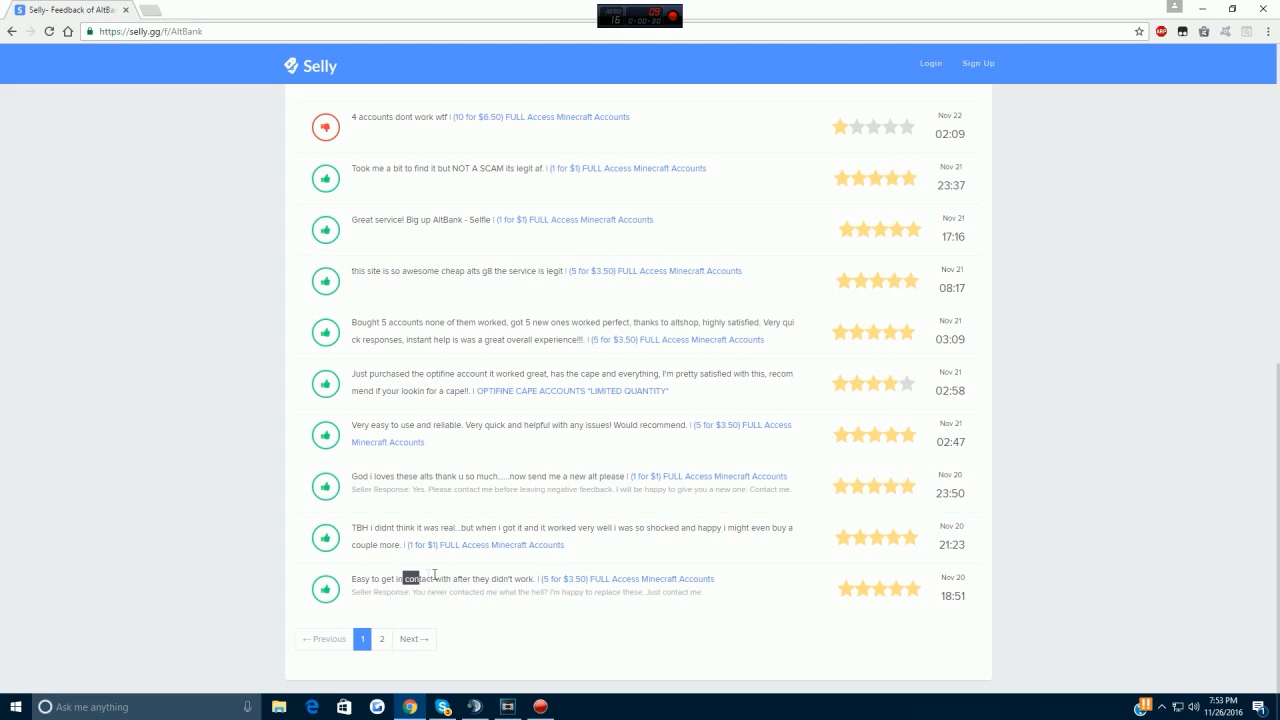 Selly- Feedback of AltBa
https://selly.gg/f/AltBank
16 0-00:30
09
Selly
Login Sign Up
4 accounts dont work wtf | (10 for $6.50) FULL Access Minecraft Accounts
Nov 22
02:09
Took me a bit to find it but NOT A SCAM its legit af. | (1 for $1) FULL Access Minecraft Accounts
Nov 21
23:37
Great service! Big up AltBank - Selfie | (1 for $1) FULL Access Minecraft Accounts
Nov 21
17:16
this site is so awesome cheap alts g8 the service is legit | (5 for $3.50) FULL Access Minecraft Accounts
Nov 21
08:17
Bought 5 accounts none of them worked, got 5 new ones worked perfect, thanks to altshop, highly satisfied. Very qui
ck responses, instant help is was a great overall experience!!!. | (5 for $3.50) FULL Access Minecraft Accounts
Nov 21
03:09
Just purchased the optifine account it worked great, has the cape and everything, I'm pretty satisfied with this, recom
mend if your lookin for a cape!!. | OPTIFINE CAPE ACCOUNTS *LIMITED QUANTITY*
Nov 21
02:58
Very easy to use and reliable. Very quick and helpful with any issues! Would recommend. | (5 for $3.50) FULL Access
Minecraft Accounts
Nov 21
02:47
God i loves these alts thank u so much......now send me a new alt please | (1 for $1) FULL Access Minecraft Accounts
Seller Response: Yes. Please contact me before leaving negative feedback. I will be happy to give you a new one. Contact me.
Nov 20
23:50
TBH i didnt think it was real...but when i got it and it worked very well i was so shocked and happy i might even buy a
couple more. | (1 for $1) FULL Access Minecraft Accounts
Nov 20
21:23
Easy to get in contact with after they didn't work. | (5 for $3.50) FULL Access Minecraft Accounts
Seller Response: You never contacted me what the hell? I'm happy to replace these. Just contact me.
Nov 20
18:51
← Previous 1 2 Next →
Ask me anything
7:53 PM
11/26/2016